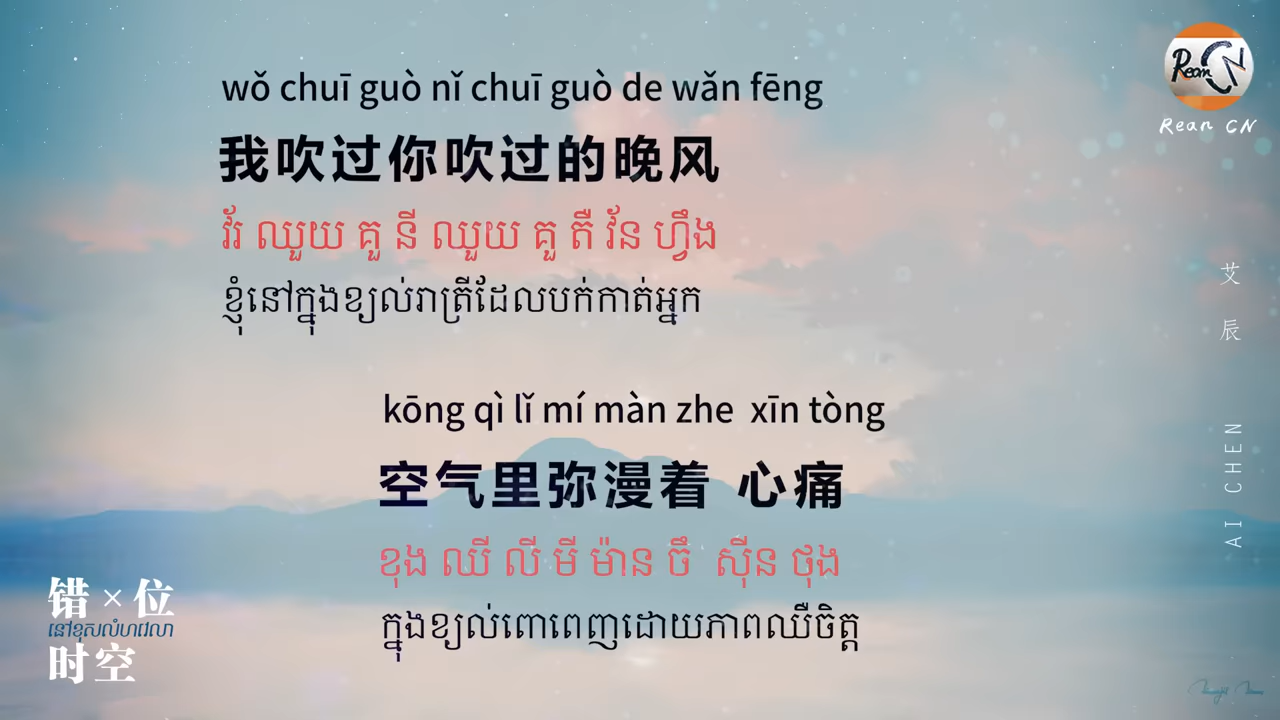 wǒ chuī guò nǐ chuī guò de wǎn fēng
我吹过你吹过的晚风
វ័រ ឈួយ គួ នី ឈួយ គួ តឺ វ័ន ហ្វឹង
ខ្ញុំនៅក្នុងខ្យល់រាត្រីដែលបក់កាត់អ្នក
kōng qì lǐ mí màn zhe xīn tòng
空气里弥漫着 心痛
ខុង ឈី លី មី ម៉ាន ចឹ ស៊ីន ថុង
ក្នុងខ្យល់ពោពេញដោយភាពឈឺចិត្ត
错 × 位
នៅខុសលំហវេលា
时空
Rean CN
Rean CN
艾辰
AI CHEN